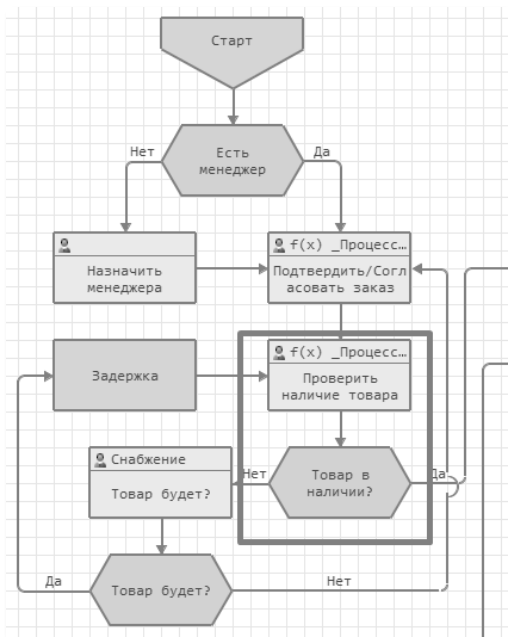 Старт
Есть
менеджер
Нет
Да
Назначить
менеджера
f(x) _Процесс…
Подтвердить/Согл
асовать заказ
Задержка
f(x) _Процесс…
Проверить
наличие товара
Снабжение
Товар будет?
Нет
Товар в
наличии?
Да
Да
Товар будет?
Нет